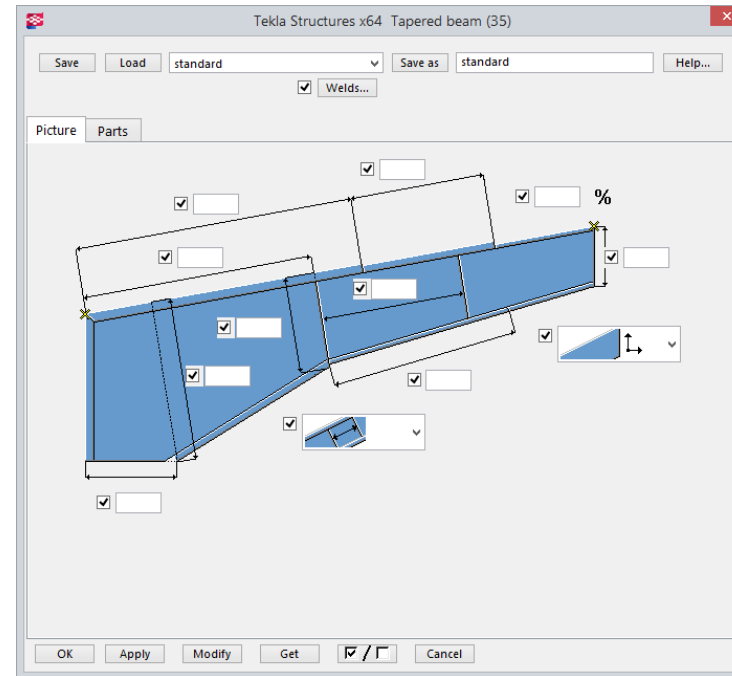 Tekla Structures x64 Tapered beam (35)
Save Load standard Save as standard Help...
Welds...
Picture Parts
%
OK Apply Modify Get / Cancel